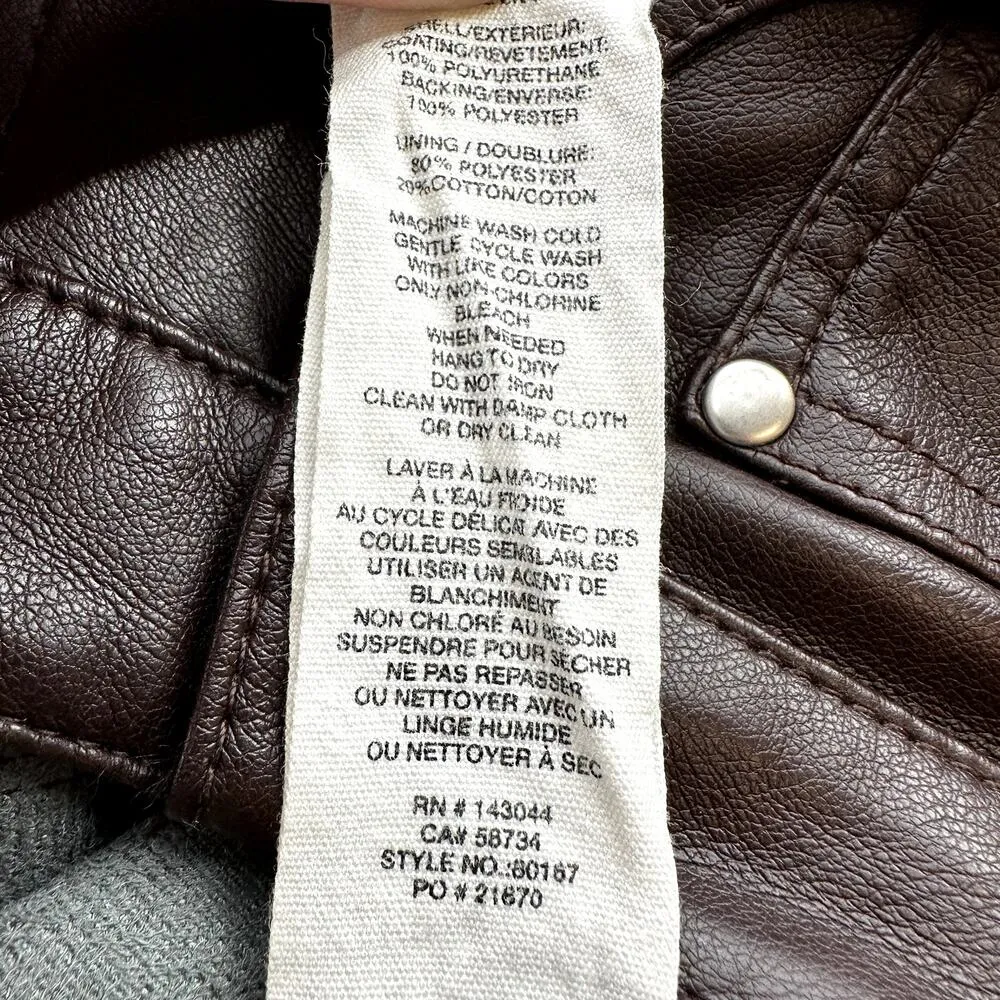 SHELL/EXTÉRIEUR:
COATING/REVÊTEMENT:
100% POLYURETHANE
BACKING/ENVERSE:
100% POLYESTER
LINING / DOUBLURE:
80% POLYESTER
20%COTTON/COTON
MACHINE WASH COLD
GENTLE CYCLE WASH
WITH LIKE COLORS
ONLY NON-CHLORINE
BLEACH
WHEN NEEDED
HANG TO DRY
DO NOT IRON
CLEAN WITH DAMP CLOTH
OR DRY CLEAN
LAVER À LA MACHINE
À L'EAU FROIDE
AU CYCLE DÉLICAT AVEC DES
COULEURS SEMBLABLES
UTILISER UN AGENT DE
BLANCHIMENT
NON CHLORÉ AU BESOIN
SUSPENDRE POUR SÉCHER
NE PAS REPASSER
OU NETTOYER AVEC UN
LINGE HUMIDE
OU NETTOYER À SEC
RN # 143044
CA# 58734
STYLE NO.:60167
PO # 21670